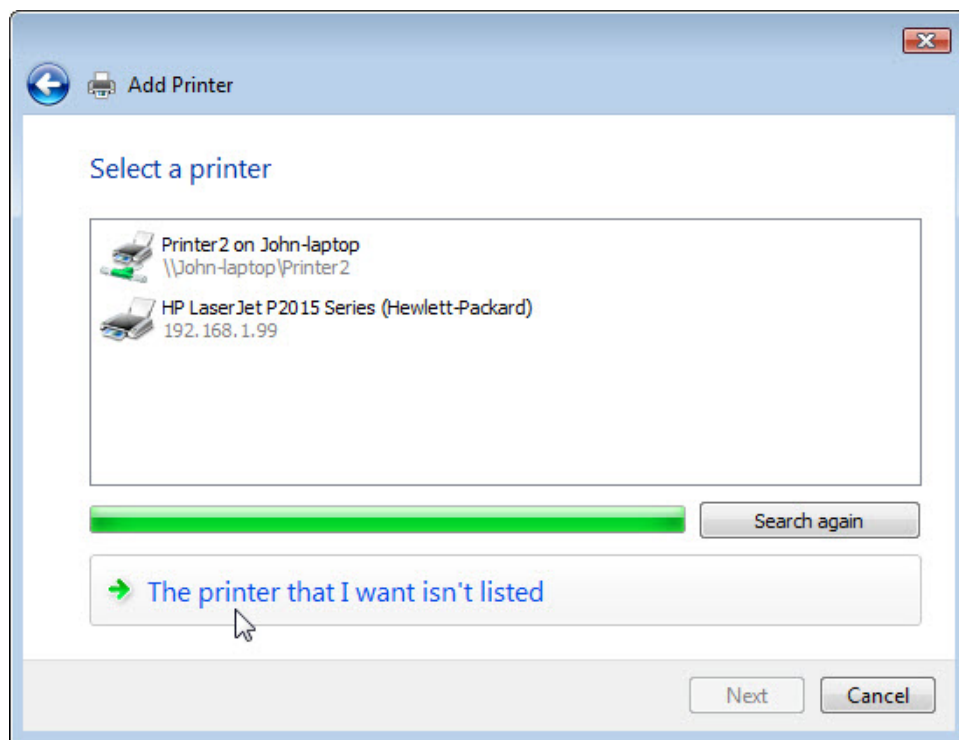 Add Printer
Select a printer
Printer2 on John-laptop
\\John-laptop\Printer2
HP LaserJet P2015 Series (Hewlett-Packard)
192.168.1.99
Search again
The printer that I want isn't listed
Next
Cancel